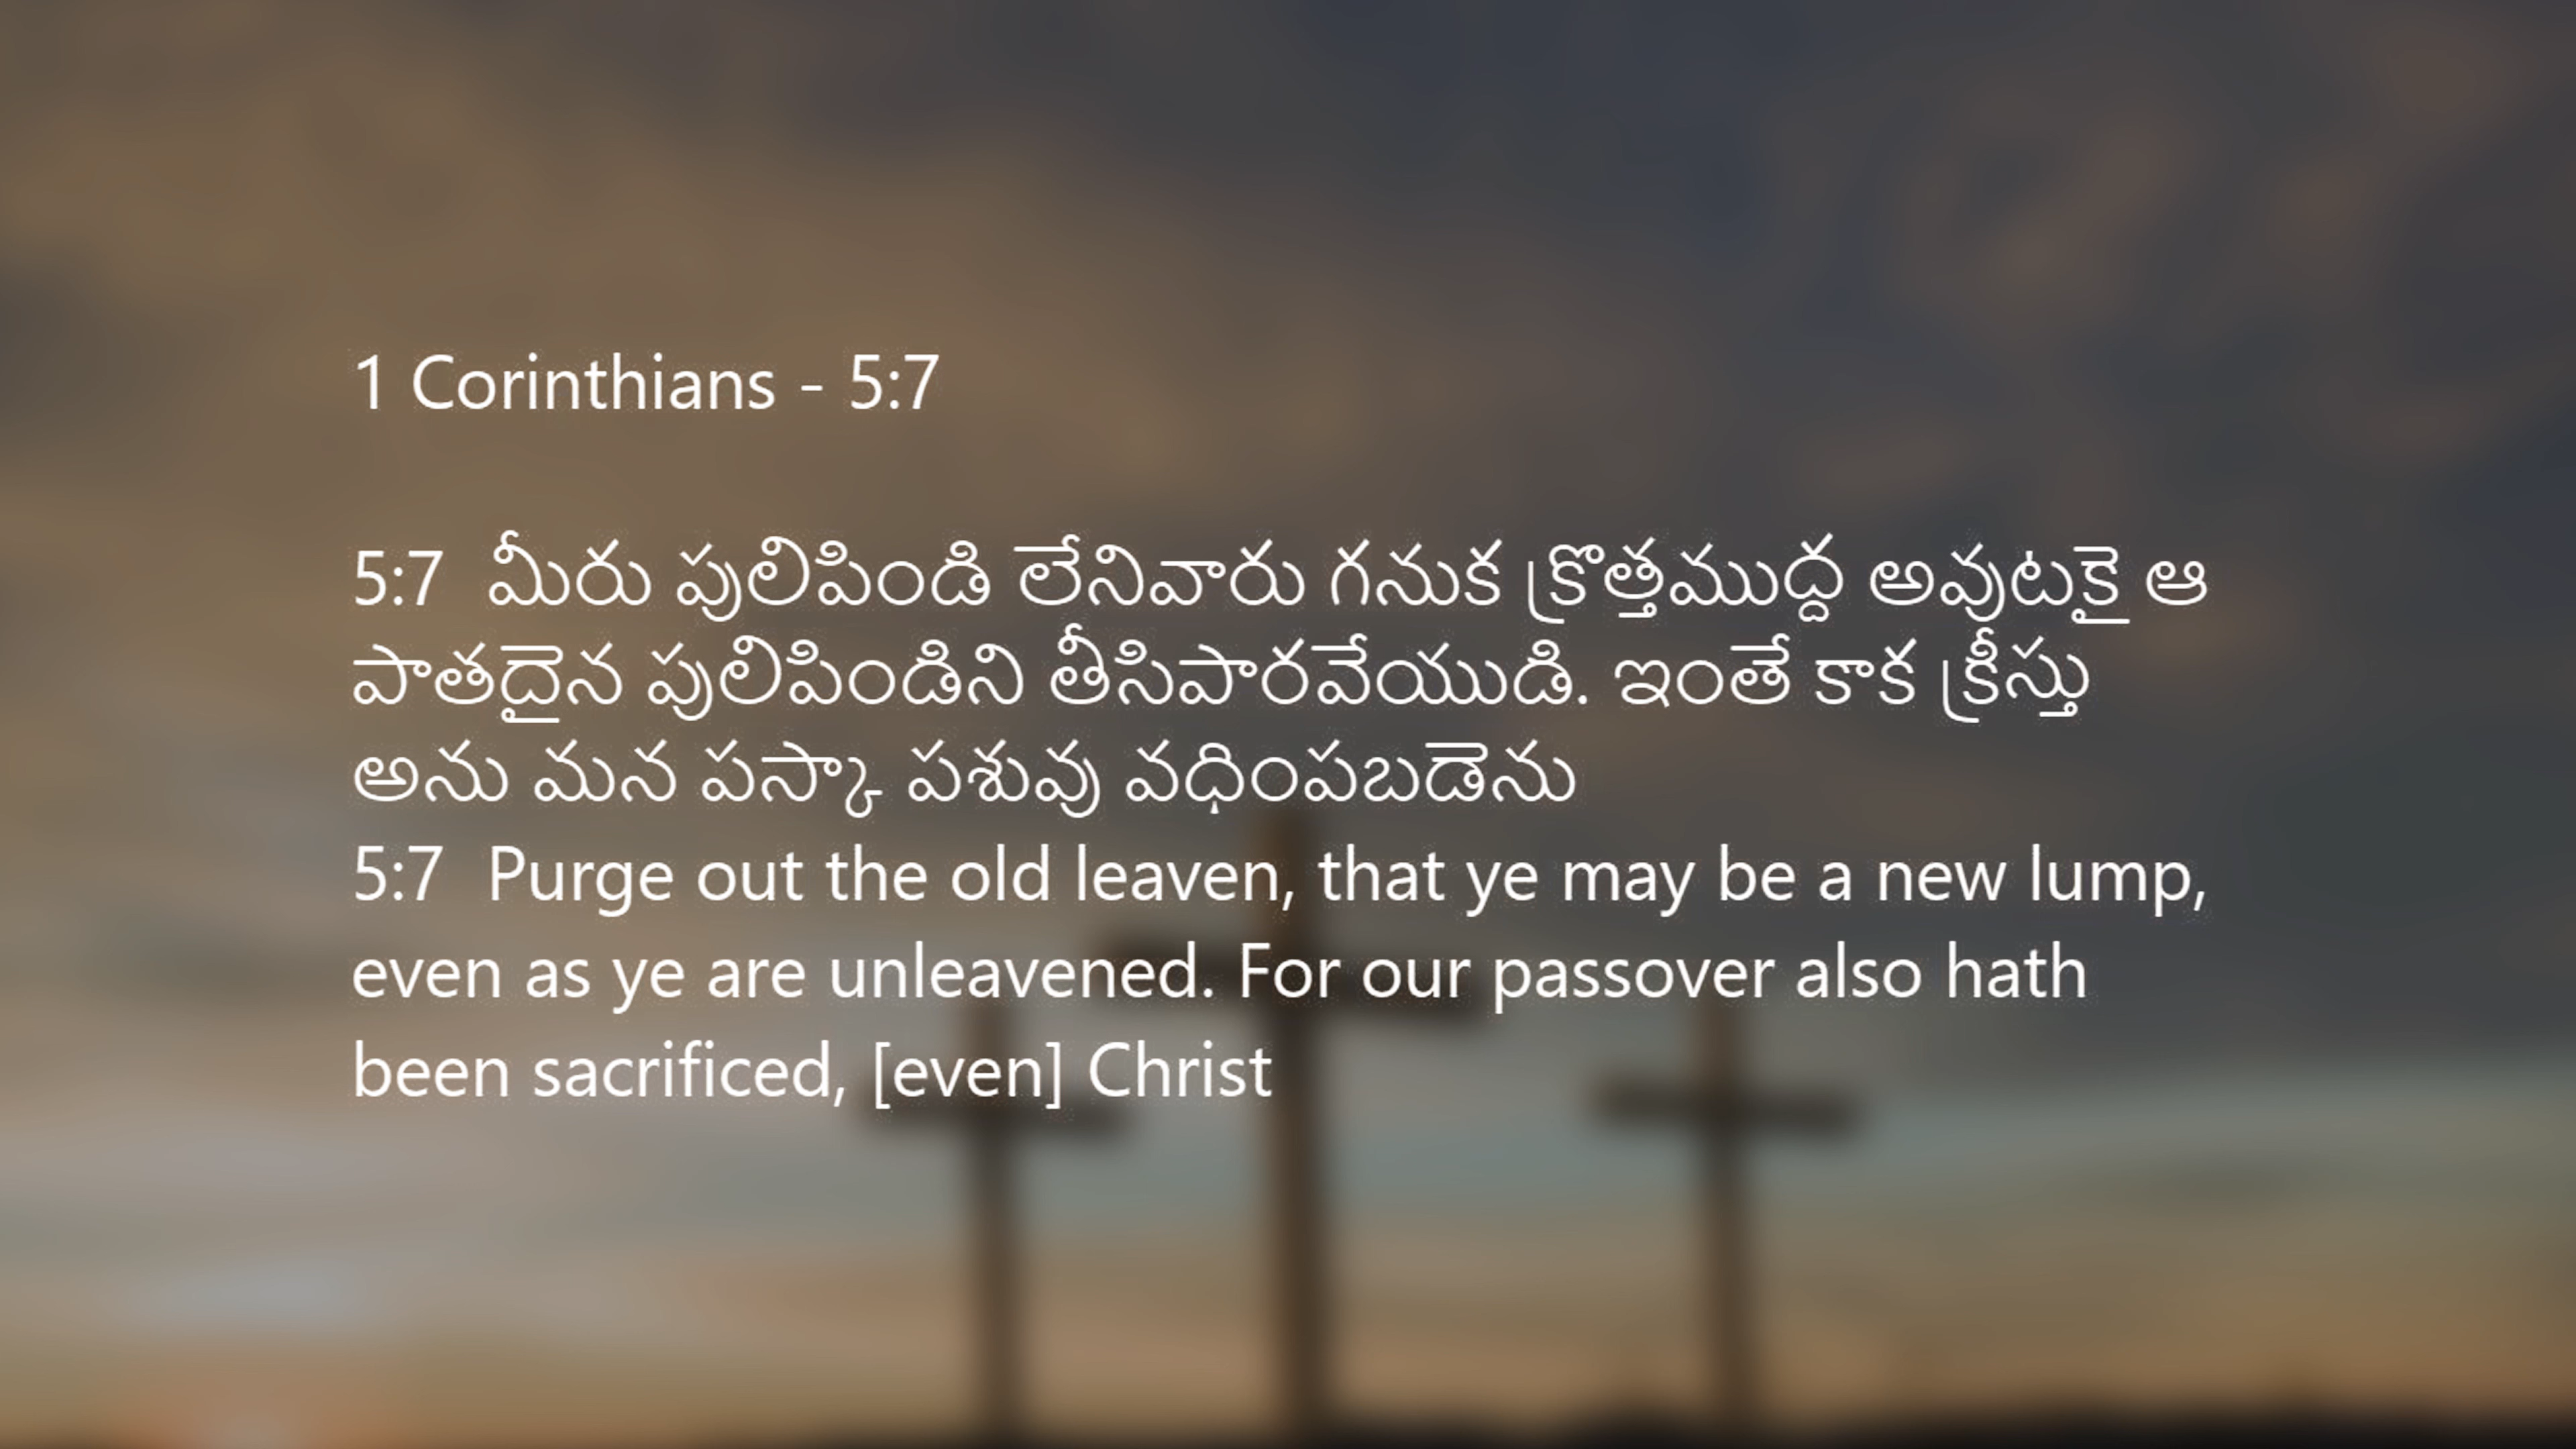 1 Corinthians - 5:7
5:7 మీరు పులిపిండి లేనివారు గనుక క్రొత్తముద్ద అవుటకై ఆ
పాతదైన పులిపిండిని తీసిపారవేయుడి. ఇంతే కాక క్రీస్తు
అను మన పస్కా పశువు వధింపబడెను
5:7 Purge out the old leaven, that ye may be a new lump,
even as ye are unleavened. For our passover also hath
been sacrificed, [even] Christ